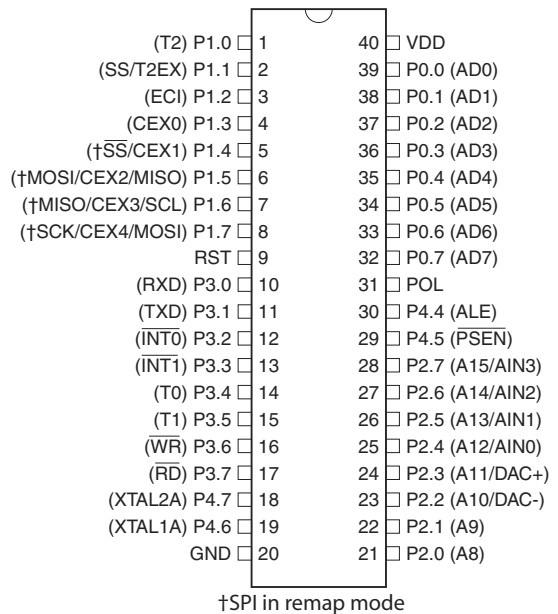 (T2) P1.0 1 40 VDD
(SS/T2EX) P1.1 2 39 P0.0 (AD0)
(ECI) P1.2 3 38 P0.1 (AD1)
(CEX0) P1.3 4 37 P0.2 (AD2)
(†S̅S̅/CEX1) P1.4 5 36 P0.3 (AD3)
(†MOSI/CEX2/MISO) P1.5 6 35 P0.4 (AD4)
(†MISO/CEX3/SCL) P1.6 7 34 P0.5 (AD5)
(†SCK/CEX4/MOSI) P1.7 8 33 P0.6 (AD6)
RST 9 32 P0.7 (AD7)
(RXD) P3.0 10 31 POL
(TXD) P3.1 11 30 P4.4 (ALE)
(I̅N̅T̅0̅) P3.2 12 29 P4.5 (P̅S̅E̅N̅)
(I̅N̅T̅1̅) P3.3 13 28 P2.7 (A15/AIN3)
(T0) P3.4 14 27 P2.6 (A14/AIN2)
(T1) P3.5 15 26 P2.5 (A13/AIN1)
(W̅R̅) P3.6 16 25 P2.4 (A12/AIN0)
(R̅D̅) P3.7 17 24 P2.3 (A11/DAC+)
(XTAL2A) P4.7 18 23 P2.2 (A10/DAC-)
(XTAL1A) P4.6 19 22 P2.1 (A9)
GND 20 21 P2.0 (A8)
†SPI in remap mode